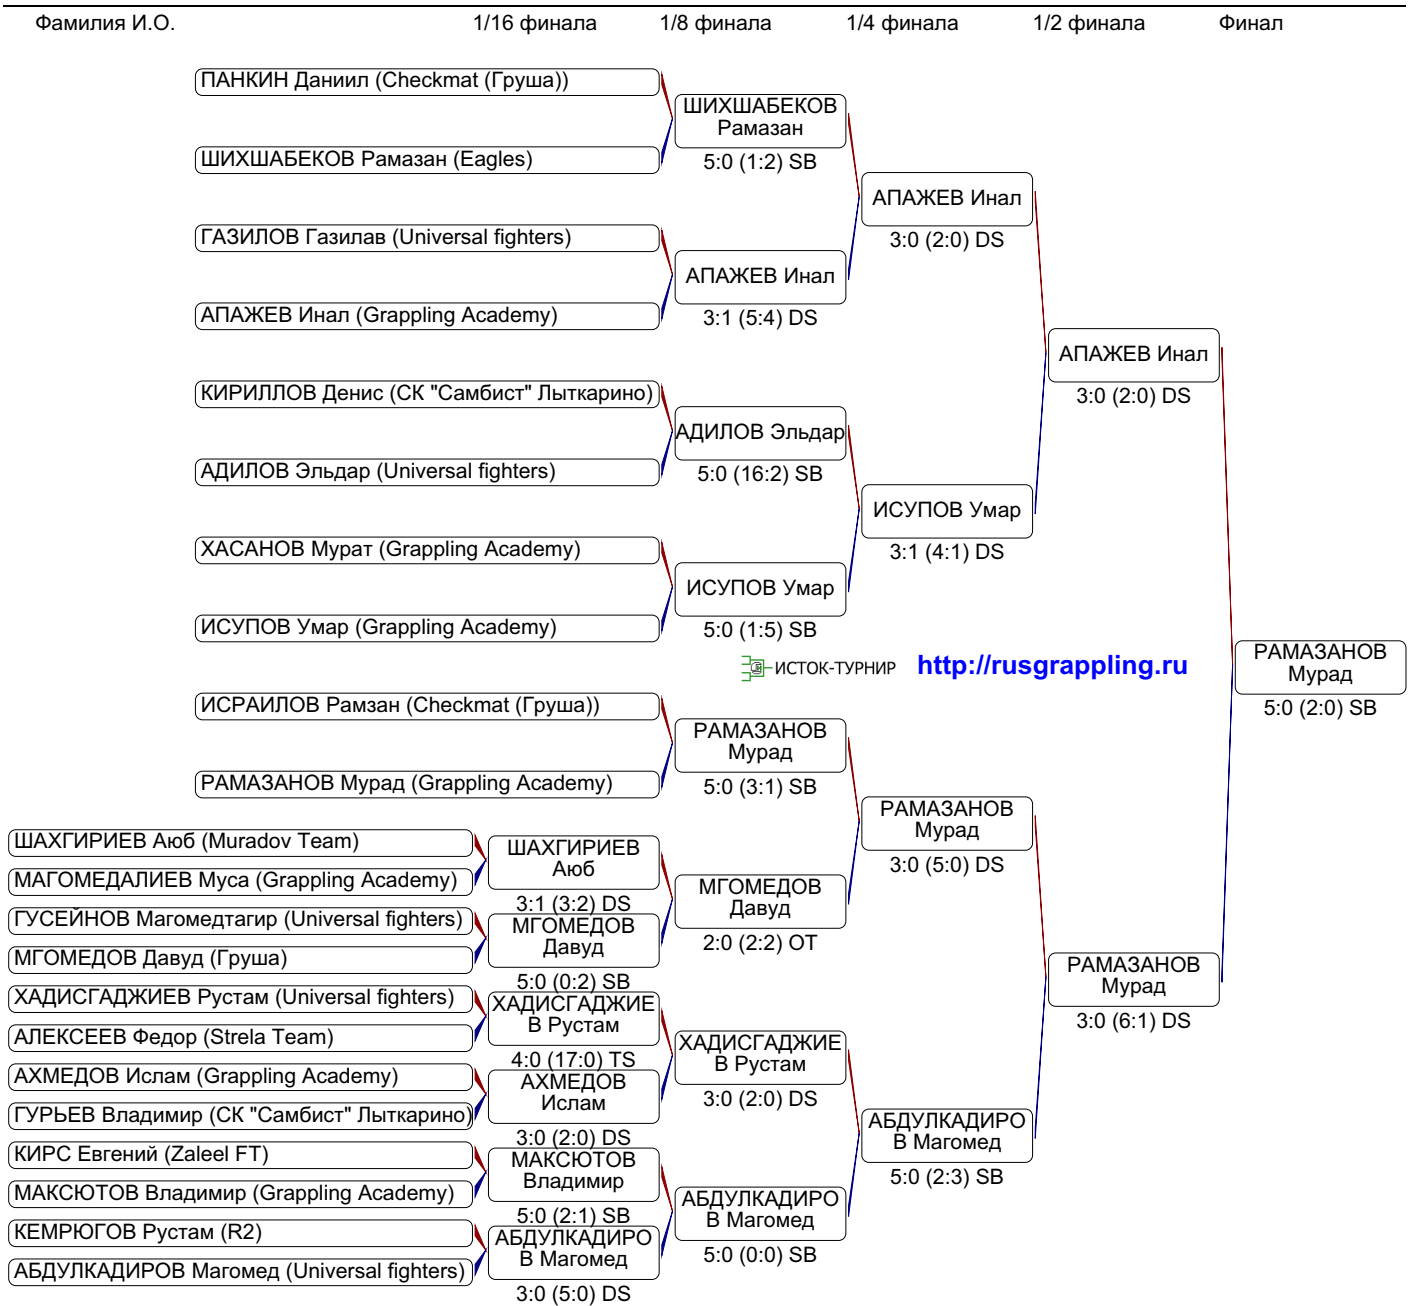 Фамилия И.О. 1/16 финала 1/8 финала 1/4 финала 1/2 финала Финал
ПАНКИН Даниил (Checkmat (Груша))
ШИХШАБЕКОВ
Рамазан
5:0 (1:2) SB
ШИХШАБЕКОВ Рамазан (Eagles)
АПАЖЕВ Инал
3:0 (2:0) DS
ГАЗИЛОВ Газилав (Universal fighters)
АПАЖЕВ Инал
3:1 (5:4) DS
АПАЖЕВ Инал (Grappling Academy)
АПАЖЕВ Инал
3:0 (2:0) DS
КИРИЛЛОВ Денис (СК "Самбист" Лыткарино)
АДИЛОВ Эльдар
5:0 (16:2) SB
АДИЛОВ Эльдар (Universal fighters)
ИСУПОВ Умар
3:1 (4:1) DS
ХАСАНОВ Мурат (Grappling Academy)
ИСУПОВ Умар
5:0 (1:5) SB
ИСУПОВ Умар (Grappling Academy)
ИСТОК-ТУРНИР http://rusgrappling.ru
РАМАЗАНОВ
Мурад
5:0 (2:0) SB
ИСРАИЛОВ Рамзан (Checkmat (Груша))
РАМАЗАНОВ
Мурад
5:0 (3:1) SB
РАМАЗАНОВ Мурад (Grappling Academy)
РАМАЗАНОВ
Мурад
3:0 (5:0) DS
ШАХГИРИЕВ Аюб (Muradov Team)
ШАХГИРИЕВ
Аюб
3:1 (3:2) DS
МАГОМЕДАЛИЕВ Муса (Grappling Academy)
МГОМЕДОВ
Давуд
2:0 (2:2) OT
ГУСЕЙНОВ Магомедтагир (Universal fighters)
МГОМЕДОВ
Давуд
5:0 (0:2) SB
МГОМЕДОВ Давуд (Груша)
РАМАЗАНОВ
Мурад
3:0 (6:1) DS
ХАДИСГАДЖИЕВ Рустам (Universal fighters)
ХАДИСГАДЖИЕ
В Рустам
4:0 (17:0) TS
АЛЕКСЕЕВ Федор (Strela Team)
ХАДИСГАДЖИЕ
В Рустам
3:0 (2:0) DS
АХМЕДОВ Ислам (Grappling Academy)
АХМЕДОВ
Ислам
3:0 (2:0) DS
ГУРЬЕВ Владимир (СК "Самбист" Лыткарино)
АБДУЛКАДИРО
В Магомед
5:0 (2:3) SB
КИРС Евгений (Zaleel FT)
МАКСЮТОВ
Владимир
5:0 (2:1) SB
МАКСЮТОВ Владимир (Grappling Academy)
АБДУЛКАДИРО
В Магомед
5:0 (0:0) SB
КЕМРЮГОВ Рустам (R2)
АБДУЛКАДИРО
В Магомед
3:0 (5:0) DS
АБДУЛКАДИРОВ Магомед (Universal fighters)